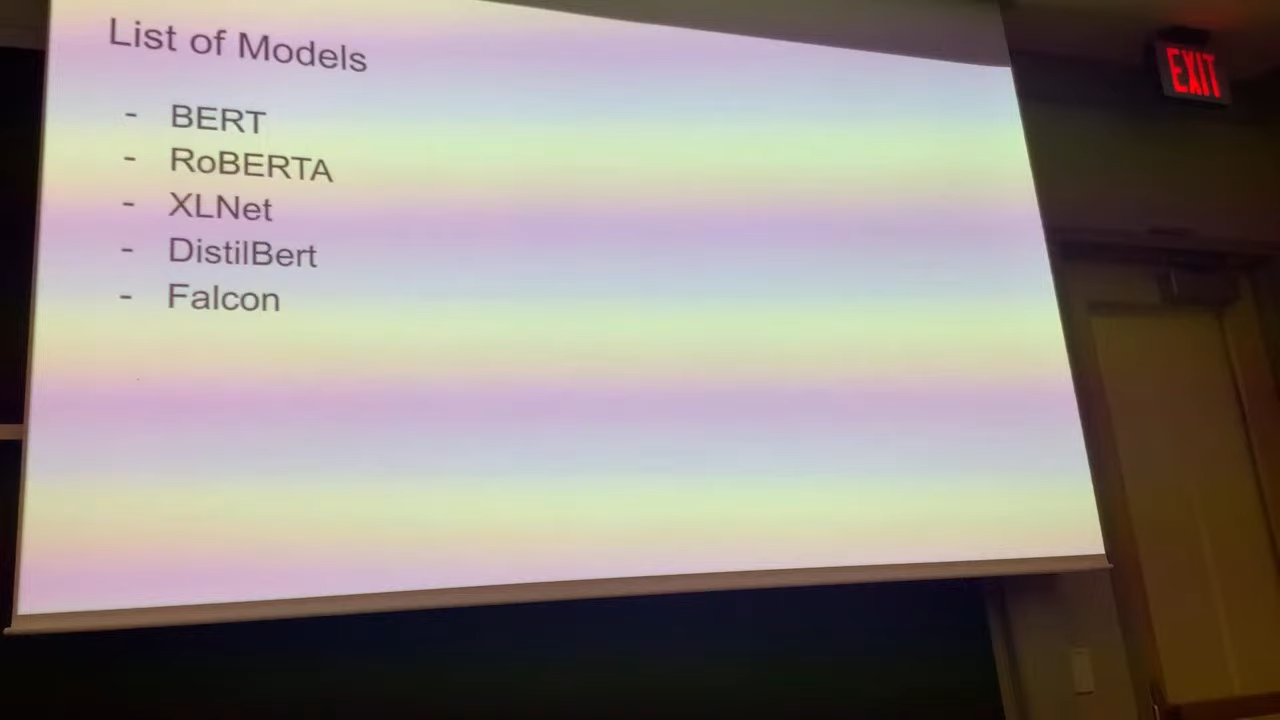 List of Models
- BERT
- RoBERTA
- XLNet
- DistilBert
- Falcon
EXIT